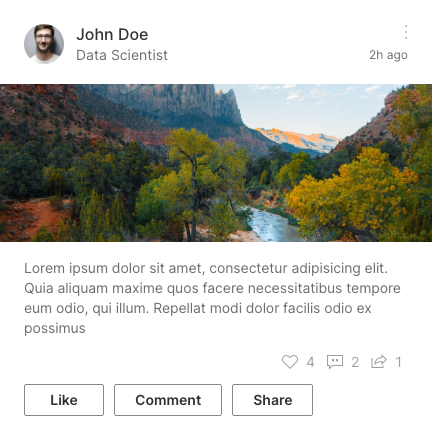 John Doe
Data Scientist
2h ago
Lorem ipsum dolor sit amet, consectetur adipisicing elit.
Quia aliquam maxime quos facere necessitatibus tempore
eum odio, qui illum. Repellat modi dolor facilis odio ex
possimus
4 2 1
Like Comment Share